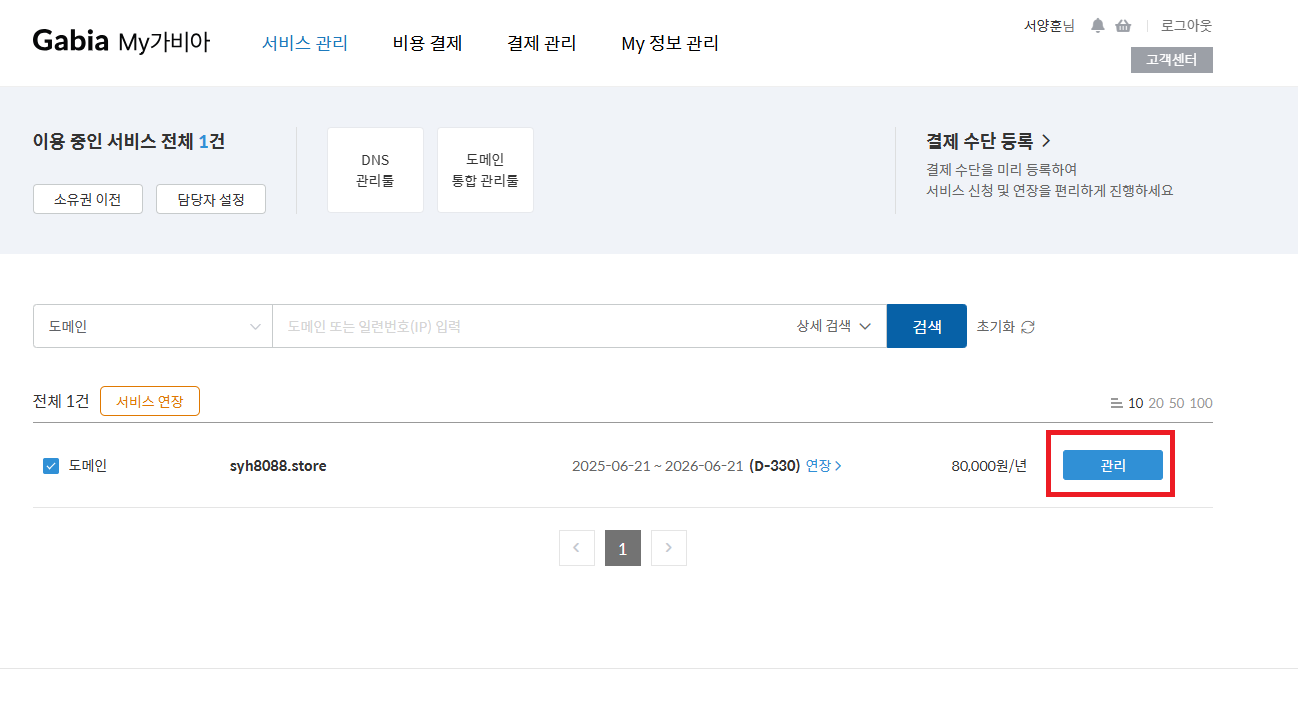 Gabia My가비아
서비스 관리
비용 결제
결제 관리
My 정보 관리
서양훈님
로그아웃
고객센터
이용 중인 서비스 전체 1건
소유권 이전
담당자 설정
DNS
관리툴
도메인
통합 관리툴
결제 수단 등록
결제 수단을 미리 등록하여
서비스 신청 및 연장을 편리하게 진행하세요
도메인
도메인 또는 일련번호(IP) 입력
상세 검색
검색
초기화
전체 1건
서비스 연장
10 20 50 100
도메인
syh8088.store
2025-06-21 ~ 2026-06-21 (D-330) 연장
80,000원/년
관리
1